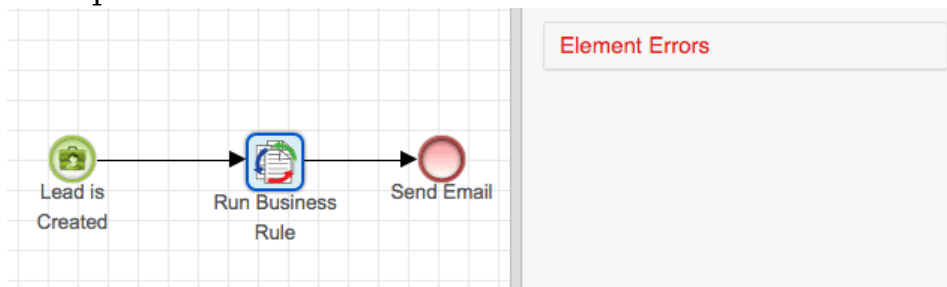 Element Errors
Lead is
Created
Run Business
Rule
Send Email